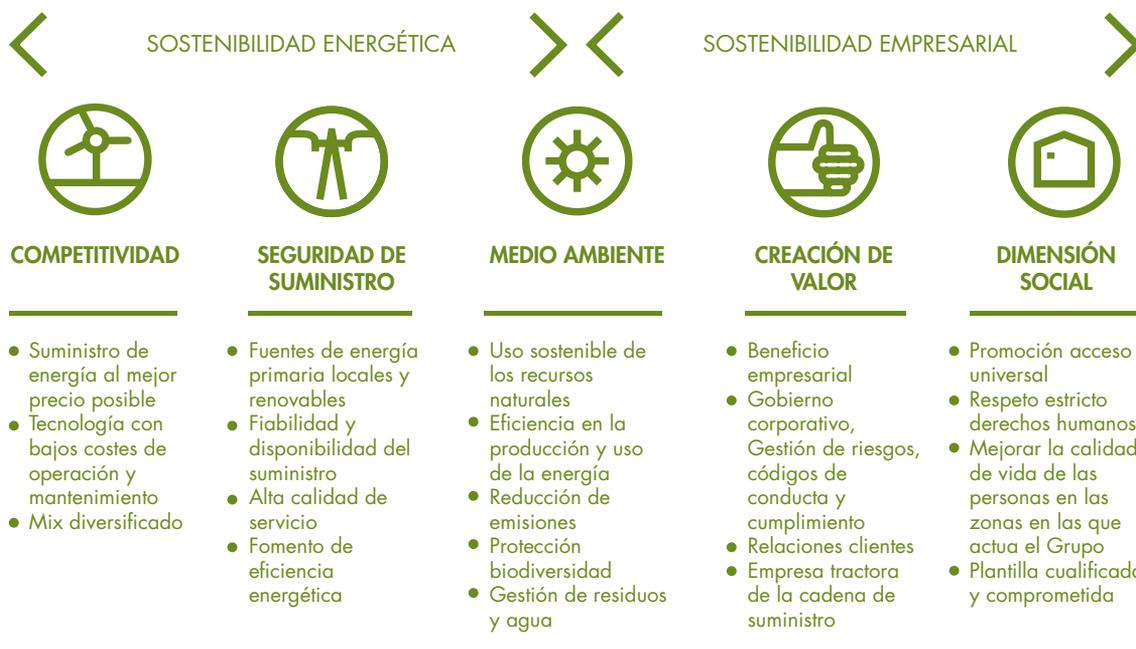 SOSTENIBILIDAD ENERGÉTICA
SOSTENIBILIDAD EMPRESARIAL
COMPETITIVIDAD
Suministro de
energía al mejor
precio posible
Tecnología con
bajos costes de
operación y
mantenimiento
Mix diversificado
SEGURIDAD DE
SUMINISTRO
Fuentes de energía
primaria locales y
renovables
Fiabilidad y
disponibilidad del
suministro
Alta calidad de
servicio
Fomento de
eficiencia
energética
MEDIO AMBIENTE
Uso sostenible de
los recursos
naturales
Eficiencia en la
producción y uso
de la energía
Reducción de
emisiones
Protección
biodiversidad
Gestión de residuos
y agua
CREACIÓN DE
VALOR
Beneficio
empresarial
Gobierno
corporativo,
Gestión de riesgos,
códigos de
conducta y
cumplimiento
Relaciones clientes
Empresa tractora
de la cadena de
suministro
DIMENSIÓN
SOCIAL
Promoción acceso
universal
Respeto estricto
derechos humanos
Mejorar la calidad
de vida de las
personas en las
zonas en las que
actua el Grupo
Plantilla cualificada
y comprometida